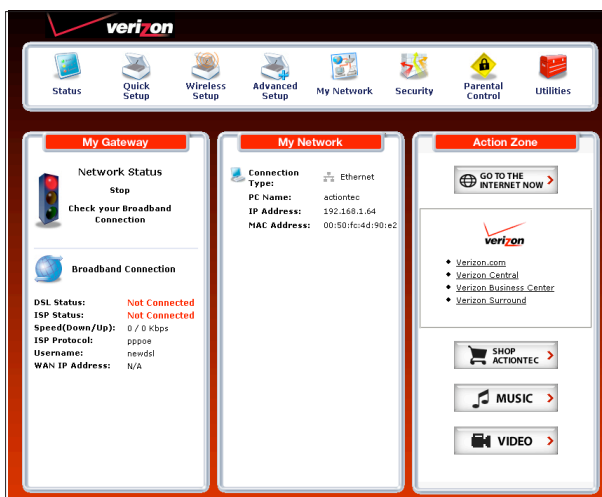 verizon
Status
Quick
Setup
Wireless
Setup
Advanced
Setup
My Network
Security
Parental
Control
Utilities
My Gateway
Network Status
Stop
Check your Broadband
Connection
Broadband Connection
DSL Status: Not Connected
ISP Status: Not Connected
Speed(Down/Up): 0 / 0 Kbps
ISP Protocol: pppoe
Username: newdsl
WAN IP Address: N/A
My Network
Connection
Type: Ethernet
PC Name: actiontec
IP Address: 192.168.1.64
MAC Address: 00:50:fc:4d:90:e2
Action Zone
GO TO THE
INTERNET NOW
verizon
Verizon.com
Verizon Central
Verizon Business Center
Verizon Surround
SHOP
ACTIONTEC
MUSIC
VIDEO